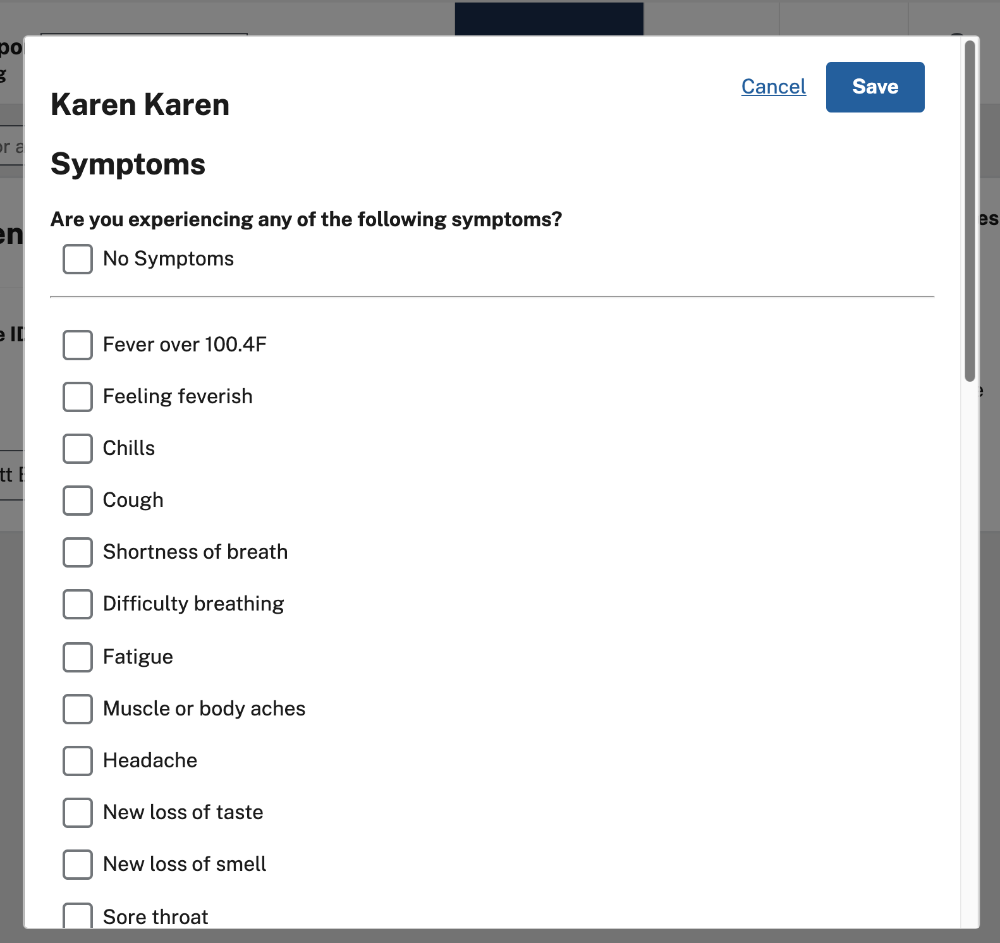 Cancel
Save
Karen Karen
Symptoms
Are you experiencing any of the following symptoms?
No Symptoms
Fever over 100.4F
Feeling feverish
Chills
Cough
Shortness of breath
Difficulty breathing
Fatigue
Muscle or body aches
Headache
New loss of taste
New loss of smell
Sore throat